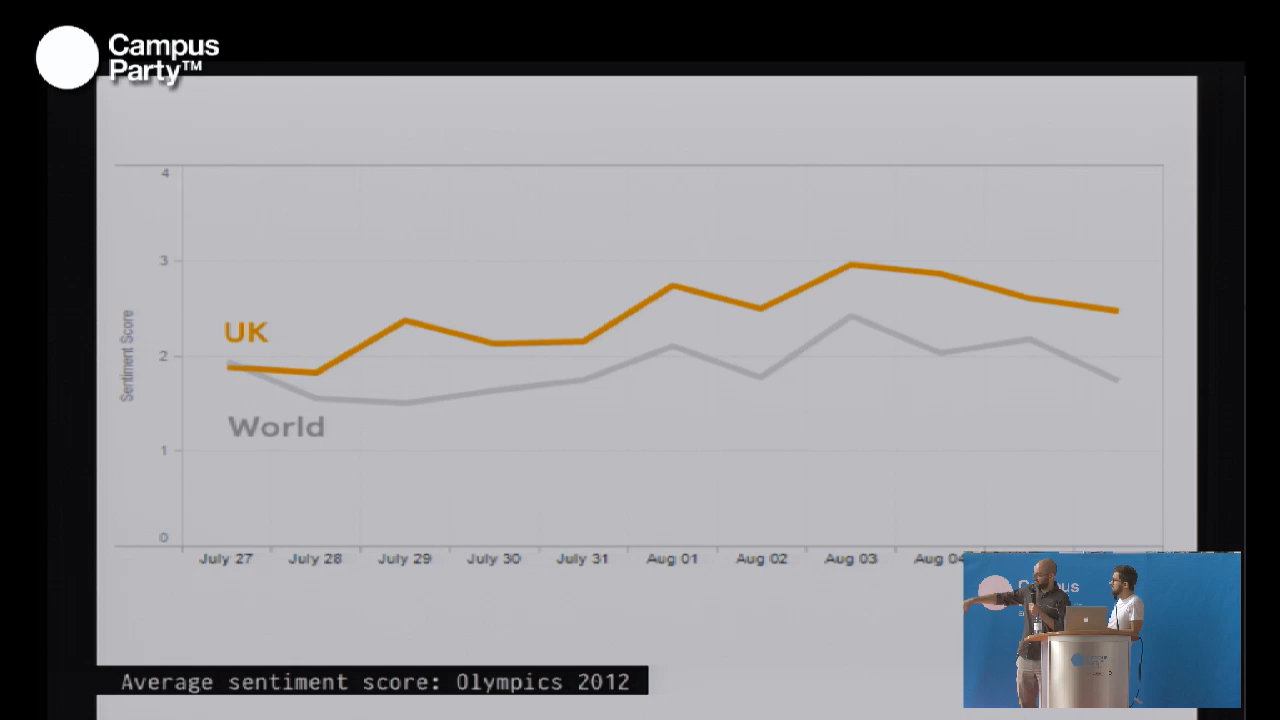 Campus
Party™
4
3
2
1
0
Sentiment Score
UK
World
July 27
July 28
July 29
July 30
July 31
Aug 01
Aug 02
Aug 03
Aug 04
Average sentiment score: Olympics 2012